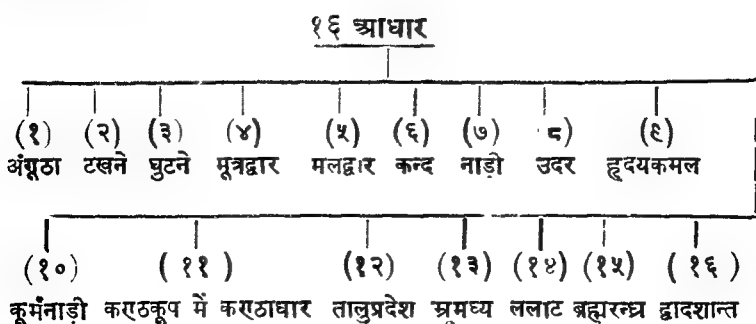 १६ आधार
(१) (२) (३) (४) (५) (६) (७) (८) (९)
अंगूठा टखने घुटने मूत्रद्वार मलद्वार कन्द नाड़ी उदर हृदयकमल
(१०) (११) (१२) (१३) (१४) (१५) (१६)
कूर्मनाड़ी कण्ठकूप में कण्ठाधार तालुप्रदेश भ्रूमध्य ललाट ब्रह्मरन्ध्र द्वादशान्त